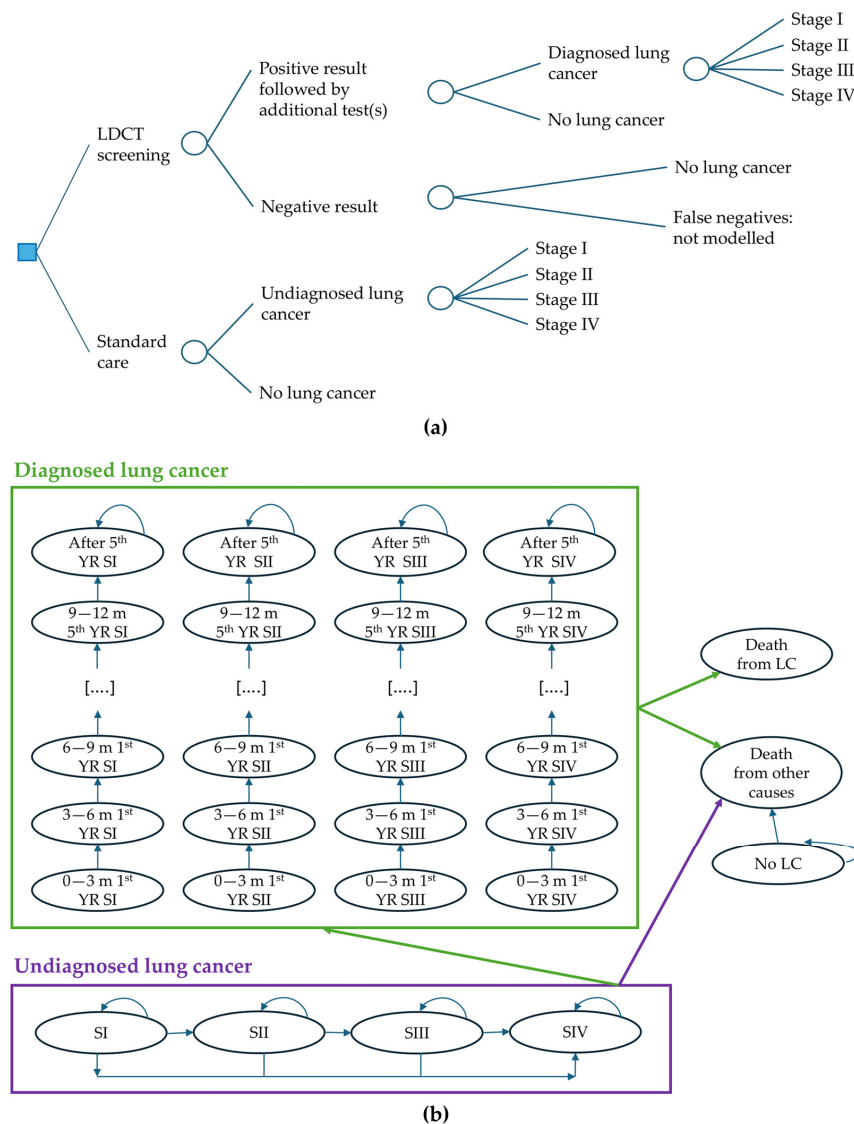 Stage I
Stage II
Stage III
Stage IV
Diagnosed lung
cancer
Positive result
followed by
additional test(s)
No lung cancer
LDCT
screening
No lung cancer
Negative result
False negatives:
not modelled
Stage I
Stage II
Stage III
Stage IV
Undiagnosed lung
cancer
Standard
care
No lung cancer
(a)
Diagnosed lung cancer
After 5th
YR SI
After 5th
YR SII
After 5th
YR SIII
After 5th
YR SIV
9—12 m
5th YR SI
9—12 m
5th YR SII
9—12 m
5th YR SIII
9—12 m
5th YR SIV
[....]
[....]
[....]
[....]
6—9 m 1st
YR SI
6—9 m 1st
YR SII
6—9 m 1st
YR SIII
6—9 m 1st
YR SIV
3—6 m 1st
YR SI
3—6 m 1st
YR SII
3—6 m 1st
YR SIII
3—6 m 1st
YR SIV
0—3 m 1st
YR SI
0—3 m 1st
YR SII
0—3 m 1st
YR SIII
0—3 m 1st
YR SIV
Death
from LC
Death
from other
causes
No LC
Undiagnosed lung cancer
SI
SII
SIII
SIV
(b)